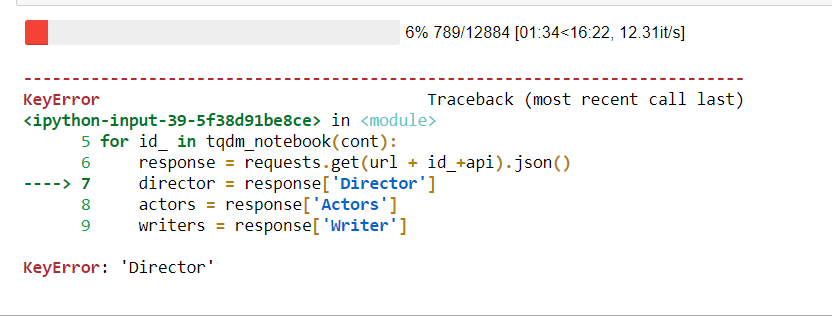 6% 789/12884 [01:34<16:22, 12.31it/s]
---------------------------------------------------------------------------
KeyError                                  Traceback (most recent call last)
<ipython-input-39-5f38d91be8ce> in <module>
      5 for id_ in tqdm_notebook(cont):
      6     response = requests.get(url + id_+api).json()
----> 7     director = response['Director']
      8     actors = response['Actors']
      9     writers = response['Writer']
KeyError: 'Director'